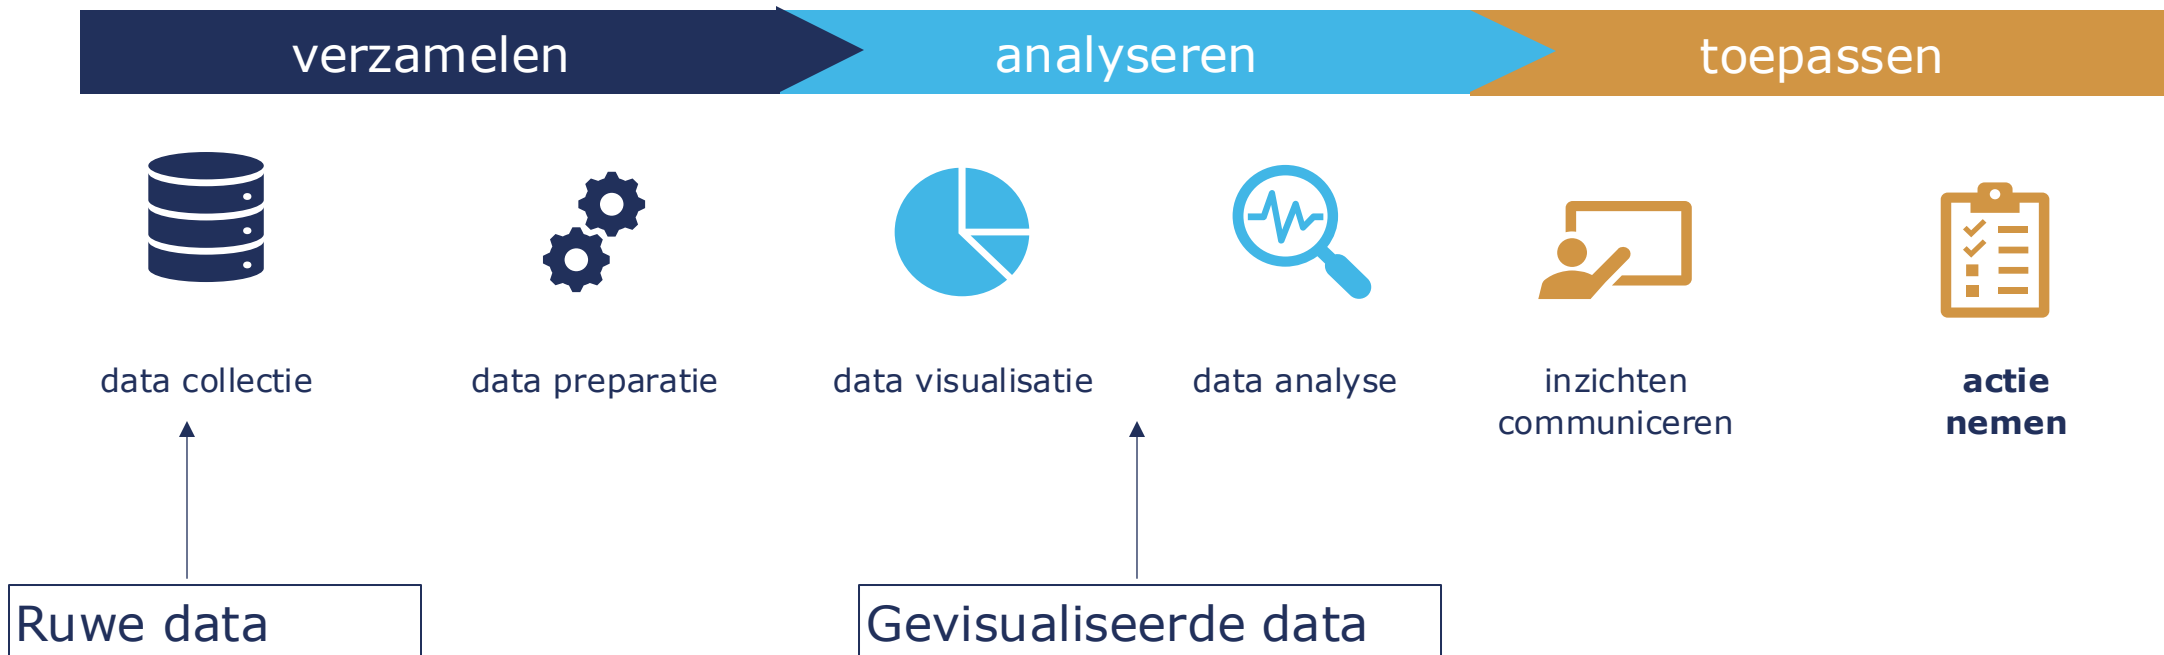 verzamelen
analyseren
toepassen
data collectie
data preparatie
data visualisatie
data analyse
inzichten
communiceren
actie
nemen
Ruwe data
Gevisualiseerde data